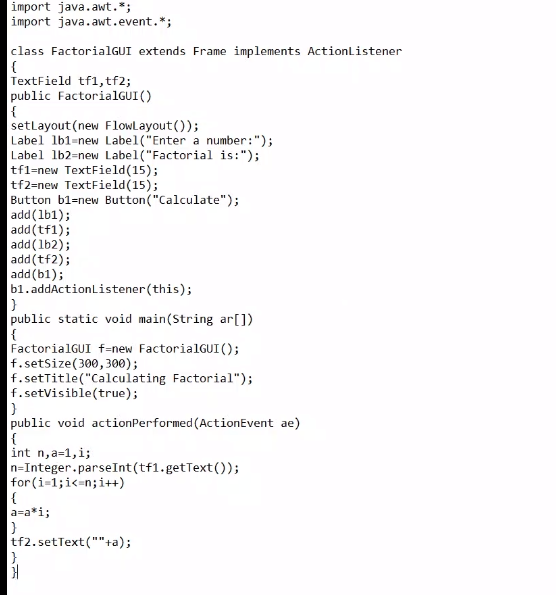 import java.awt.*;
import java.awt.event.*;

class FactorialGUI extends Frame implements ActionListener
{
TextField tf1,tf2;
public FactorialGUI()
{
setLayout(new FlowLayout());
Label lb1=new Label("Enter a number:");
Label lb2=new Label("Factorial is:");
tf1=new TextField(15);
tf2=new TextField(15);
Button b1=new Button("Calculate");
add(lb1);
add(tf1);
add(lb2);
add(tf2);
add(b1);
b1.addActionListener(this);
}
public static void main(String ar[])
{
FactorialGUI f=new FactorialGUI();
f.setSize(300,300);
f.setTitle("Calculating Factorial");
f.setVisible(true);
}
public void actionPerformed(ActionEvent ae)
{
int n,a=1,i;
n=Integer.parseInt(tf1.getText());
for(i=1;i<=n;i++)
{
a=a*i;
}
tf2.setText(""+a);
}
}